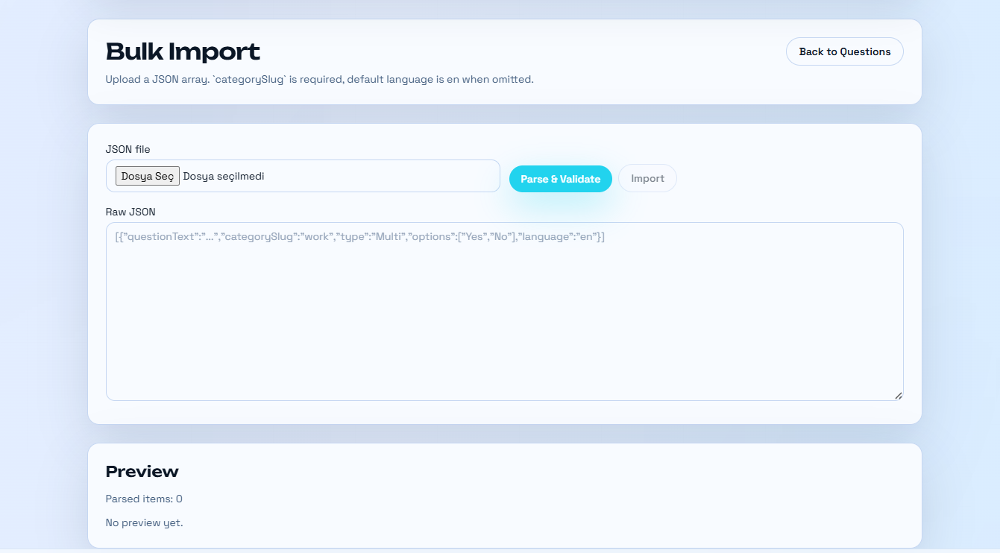 Bulk Import
Back to Questions
Upload a JSON array. `categorySlug` is required, default language is en when omitted.
JSON file
Dosya Seç Dosya seçilmedi
Parse & Validate
Import
Raw JSON
[{"questionText":"...","categorySlug":"work","type":"Multi","options":["Yes","No"],"language":"en"}]
Preview
Parsed items: 0
No preview yet.